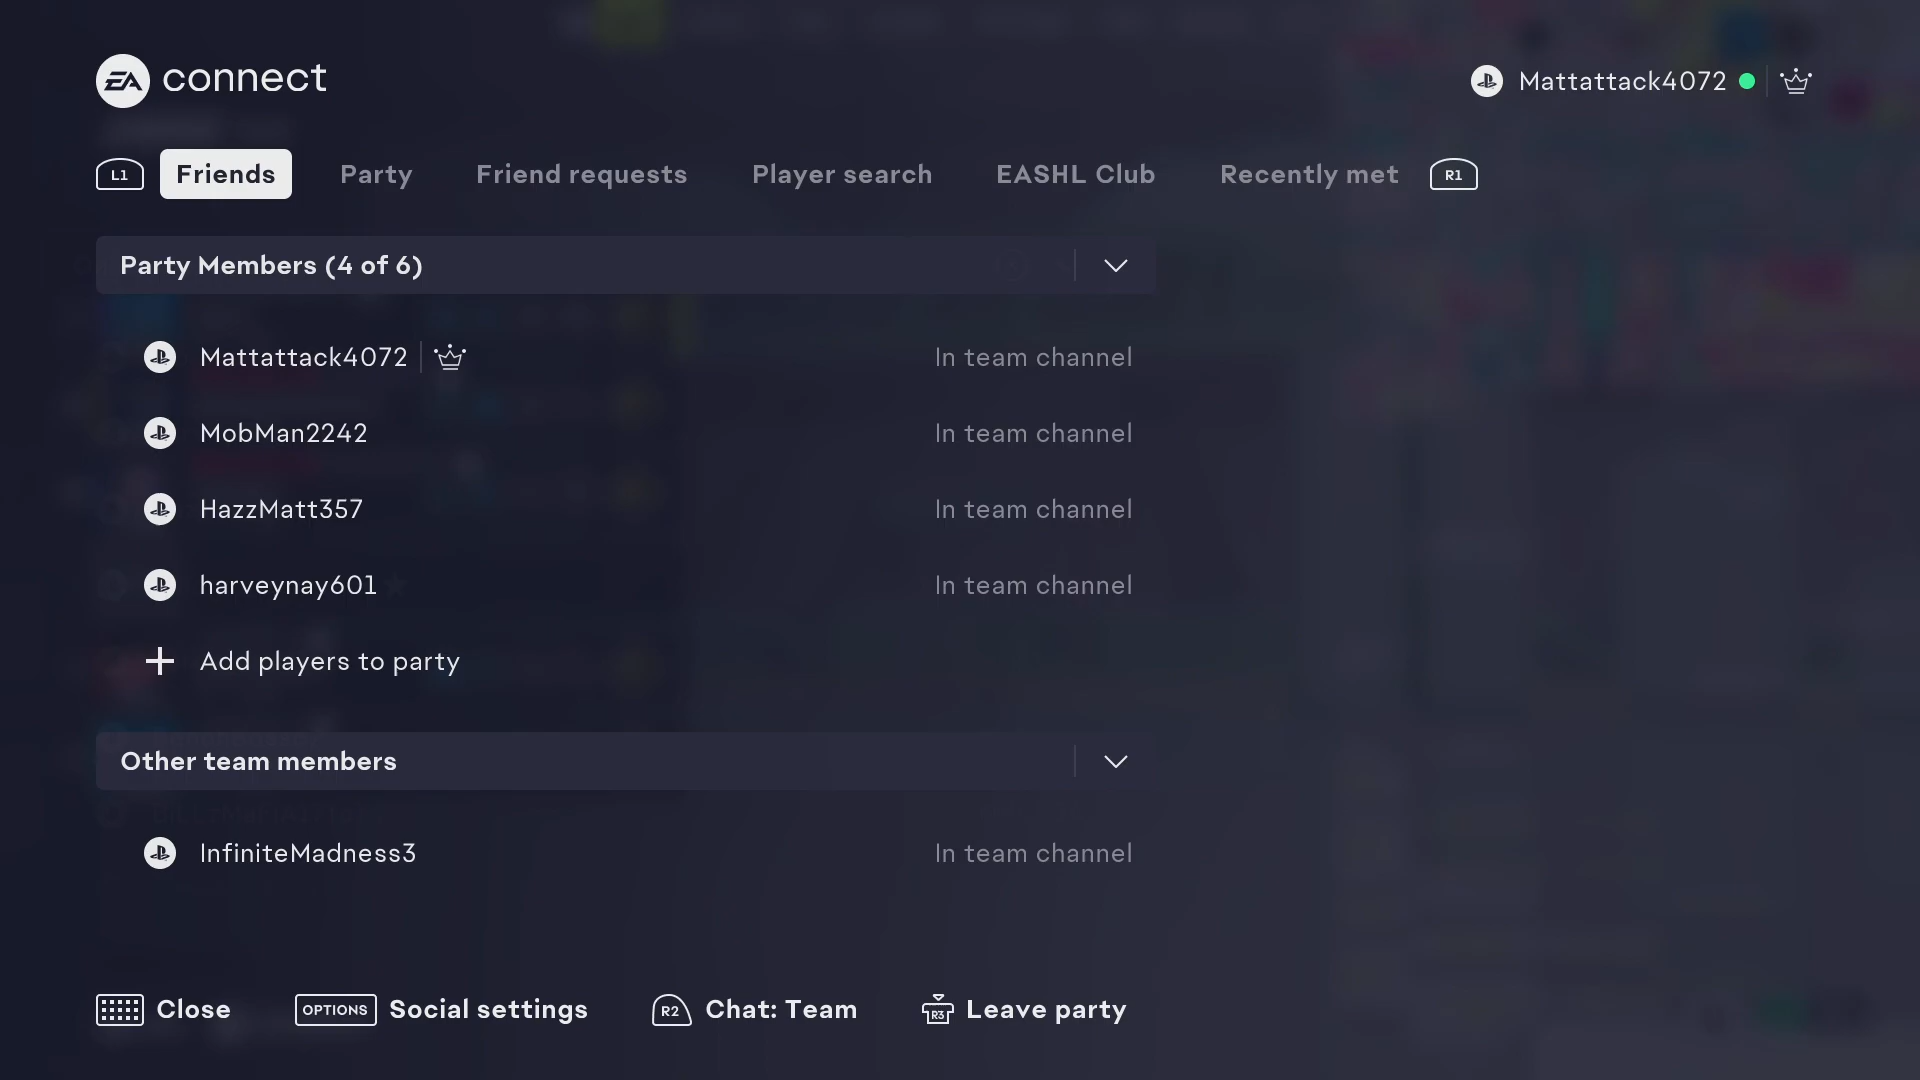 EA connect
Mattattack4072
L1 Friends Party Friend requests Player search EASHL Club Recently met R1
Party Members (4 of 6)
Mattattack4072 In team channel
MobMan2242 In team channel
HazzMatt357 In team channel
harveynay601 In team channel
Add players to party
Other team members
InfiniteMadness3 In team channel
Close OPTIONS Social settings R2 Chat: Team R3 Leave party